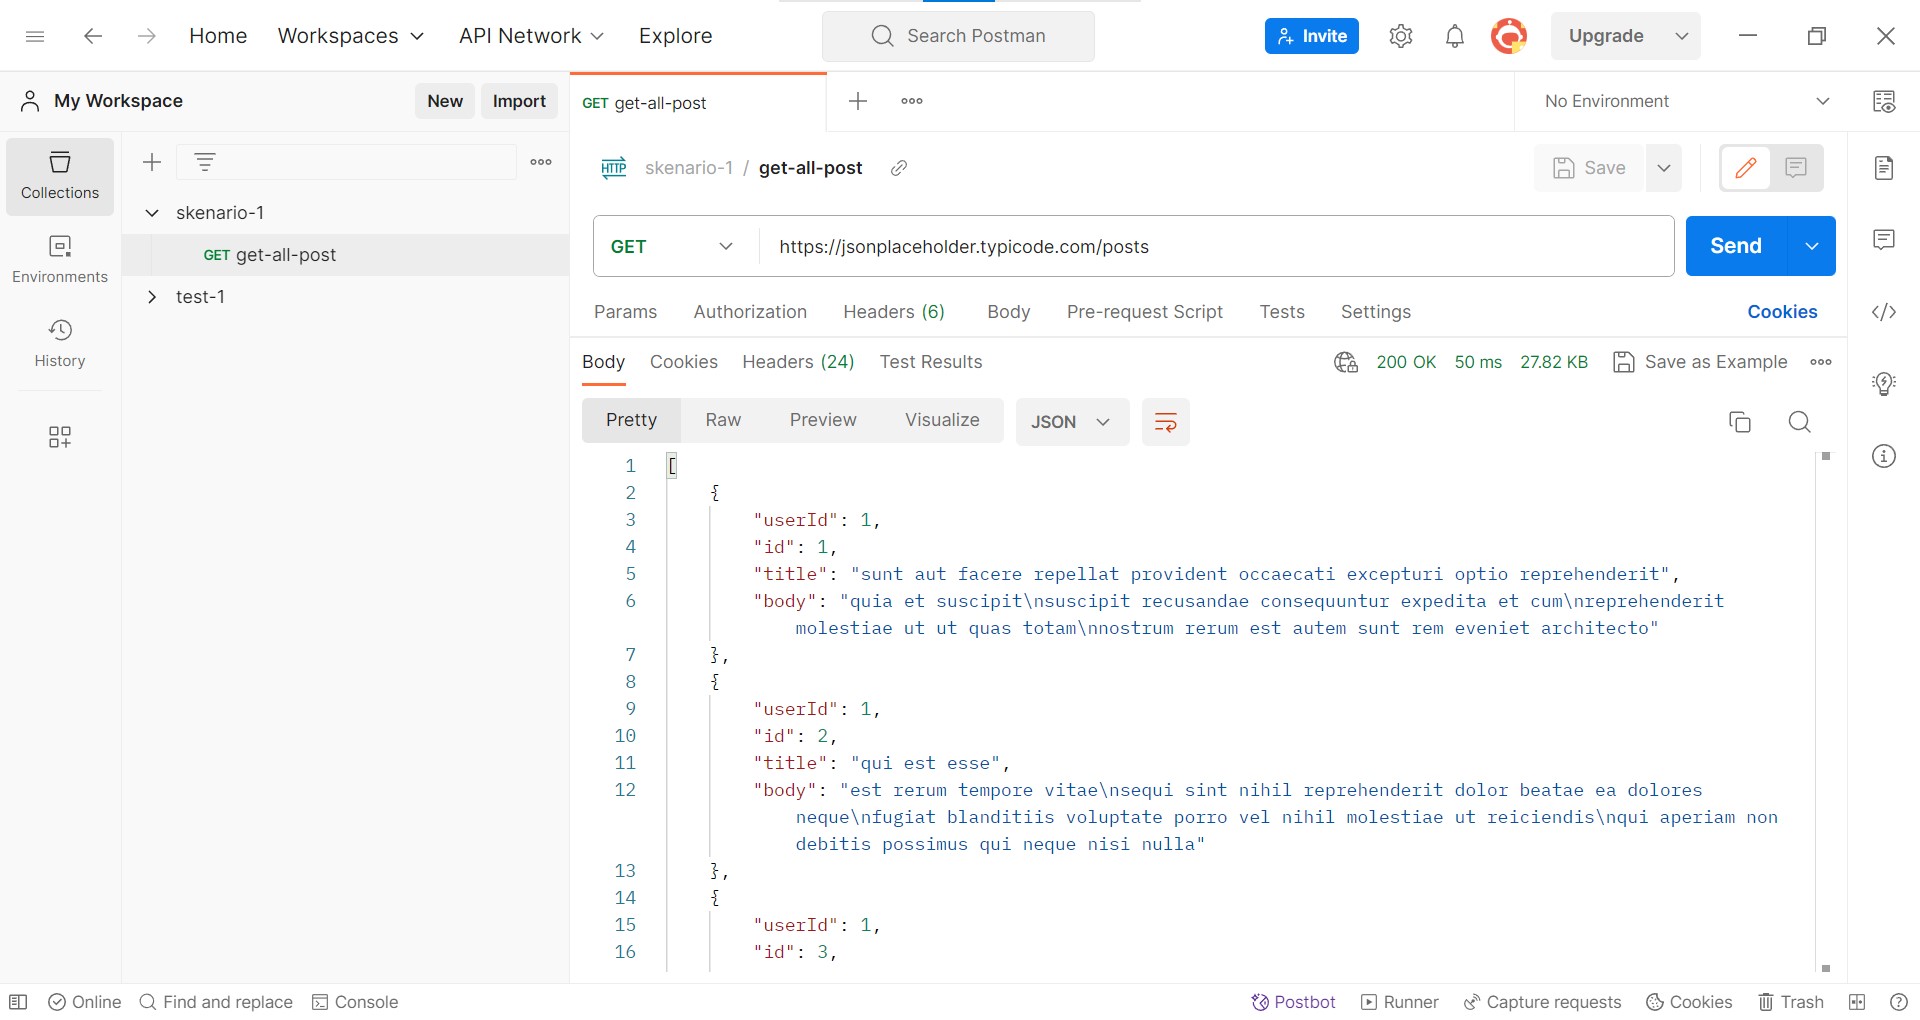 Home Workspaces API Network Explore Search Postman Invite Upgrade
My Workspace New Import GET get-all-post No Environment
HTTP skenario-1 / get-all-post Save
Collections
skenario-1
GET https://jsonplaceholder.typicode.com/posts Send
GET get-all-post
Environments
test-1
Params Authorization Headers (6) Body Pre-request Script Tests Settings Cookies
History
Body Cookies Headers (24) Test Results 200 OK 50 ms 27.82 KB Save as Example
Pretty Raw Preview Visualize JSON
1 [
2 {
3 "userId": 1,
4 "id": 1,
5 "title": "sunt aut facere repellat provident occaecati excepturi optio reprehenderit",
6 "body": "quia et suscipit\nsuscipit recusandae consequuntur expedita et cum\nreprehenderit
molestiae ut ut quas totam\nnostrum rerum est autem sunt rem eveniet architecto"
7 },
8 {
9 "userId": 1,
10 "id": 2,
11 "title": "qui est esse",
12 "body": "est rerum tempore vitae\nsequi sint nihil reprehenderit dolor beatae ea dolores
neque\nfugiat blanditiis voluptate porro vel nihil molestiae ut reiciendis\nqui aperiam non
debitis possimus qui neque nisi nulla"
13 },
14 {
15 "userId": 1,
16 "id": 3,
Online Find and replace Console Postbot Runner Capture requests Cookies Trash